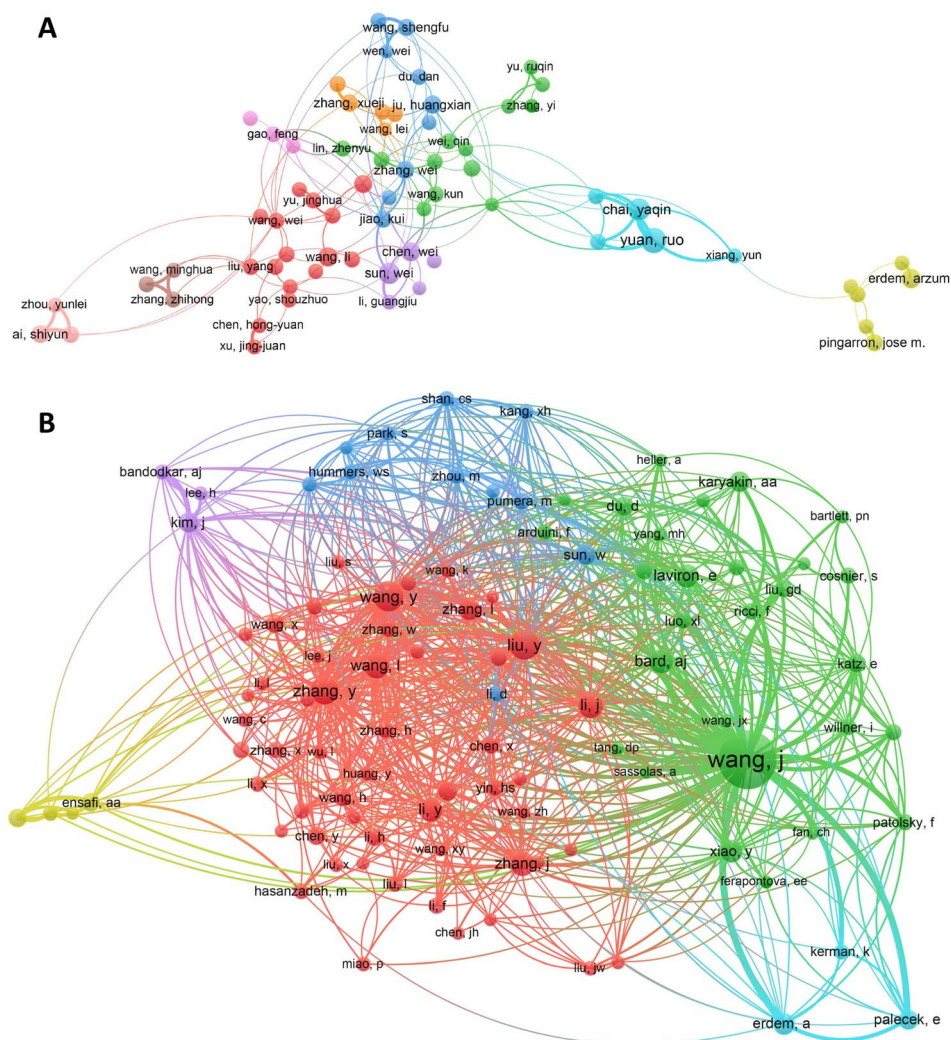 A
wang, shengfu
wen, wei
du, dan
yu, ruqin
zhang, xueji
ju, huangxian
zhang, yi
wang, lei
gao, feng
lin, zhenyu
wei, qin
zhang, wei
yu, jinghua
wang, kun
wang, wei
jiao, kui
chai, yaqin
yuan, ruo
chen, wei
xiang, yun
wang, li
wang, minghua
liu, yang
sun, wei
erdem, arzum
zhang, zhihong
yao, shouzhuo
li, guangjiu
zhou, yunlei
chen, hong-yuan
ai, shiyun
xu, jing-juan
pingarron, jose m.
B
shan, cs
kang, xh
park, s
heller, a
bandodkar, aj
hummers, ws
zhou, m
karyakin, aa
lee, h
pumera, m
du, d
kim, j
bartlett, pn
arduini, f
yang, mh
sun, w
liu, s
wang, k
laviron, e
cosnier, s
liu, gd
wang, y
zhang, l
ricci, f
wang, x
zhang, w
luo, xl
liu, y
lee, j
wang, l
bard, aj
katz, e
li, l
zhang, y
li, d
li, j
wang, c
wang, jx
willner, i
zhang, h
zhang, x
wu, l
chen, x
tang, dp
wang, j
huang, y
sassolas, a
li, x
yin, hs
wang, h
ensafi, aa
li, y
wang, zh
patolsky, f
chen, y
li, h
fan, ch
wang, xy
xiao, y
liu, x
zhang, j
hasanzadeh, m
liu, l
ferapontova, ee
li, f
chen, jh
kerman, k
miao, p
liu, jw
erdem, a
palecek, e